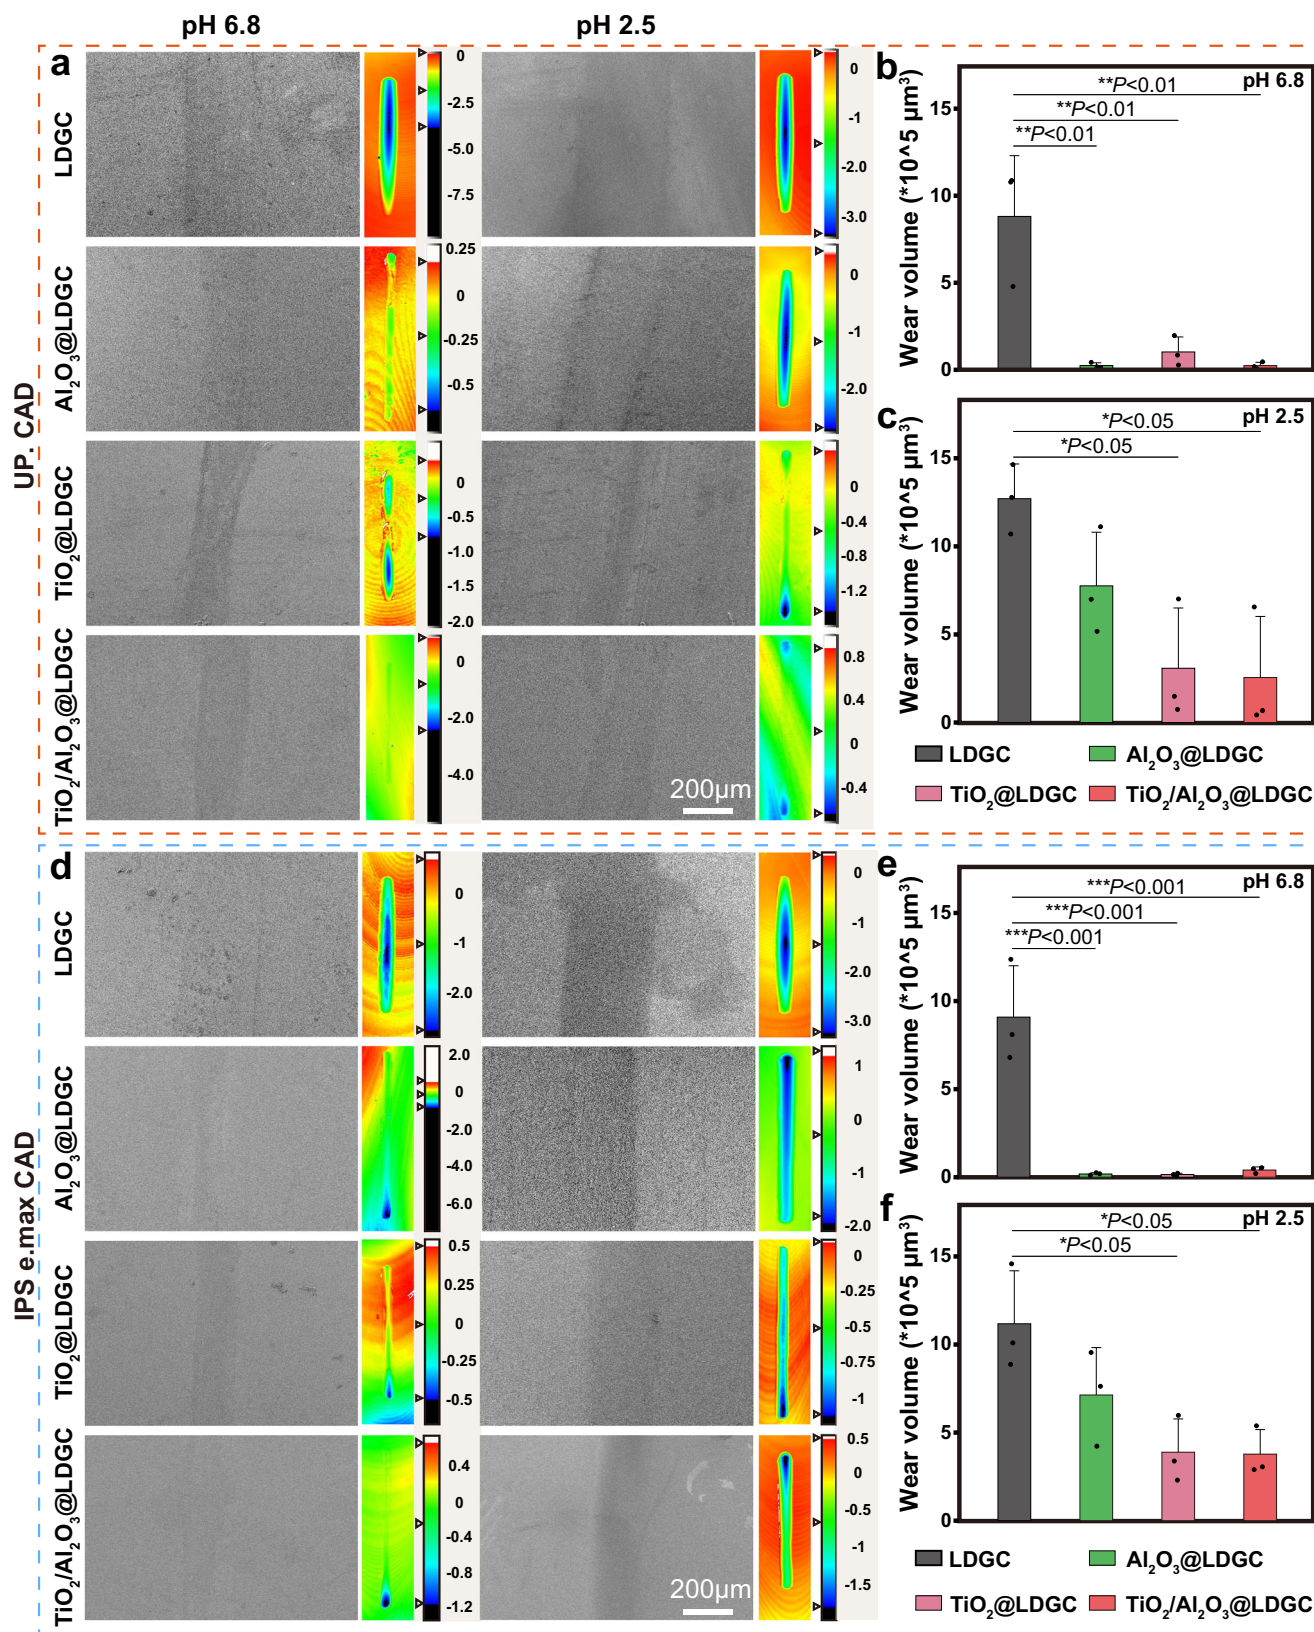 pH 6.8
pH 2.5
UP. CAD
a
LDGC
0
-2.5
-5.0
-7.5
0
-1
-2.0
-3.0
Al₂O₃@LDGC
0.25
0
-0.25
-0.5
0
-1
-2.0
TiO₂@LDGC
0
-0.5
-1.0
-1.5
-2.0
0
-0.4
-0.8
-1.2
TiO₂/Al₂O₃@LDGC
0
-2.0
-4.0
200μm
0.8
0.4
0
-0.4
b
pH 6.8
**P<0.01
**P<0.01
**P<0.01
Wear volume (*10^5 μm³)
15
10
5
0
c
pH 2.5
*P<0.05
*P<0.05
Wear volume (*10^5 μm³)
15
10
5
0
LDGC
Al₂O₃@LDGC
TiO₂@LDGC
TiO₂/Al₂O₃@LDGC
IPS e.max CAD
d
LDGC
0
-1
-2.0
0
-1
-2.0
-3.0
Al₂O₃@LDGC
2.0
0
-2.0
-4.0
-6.0
1
0
-1
-2.0
TiO₂@LDGC
0.5
0.25
0
-0.25
-0.5
0
-0.25
-0.5
-0.75
-1
TiO₂/Al₂O₃@LDGC
0.4
0
-0.4
-0.8
-1.2
200μm
0.5
0
-0.5
-1
-1.5
e
pH 6.8
***P<0.001
***P<0.001
***P<0.001
Wear volume (*10^5 μm³)
15
10
5
0
f
pH 2.5
*P<0.05
*P<0.05
Wear volume (*10^5 μm³)
15
10
5
0
LDGC
Al₂O₃@LDGC
TiO₂@LDGC
TiO₂/Al₂O₃@LDGC